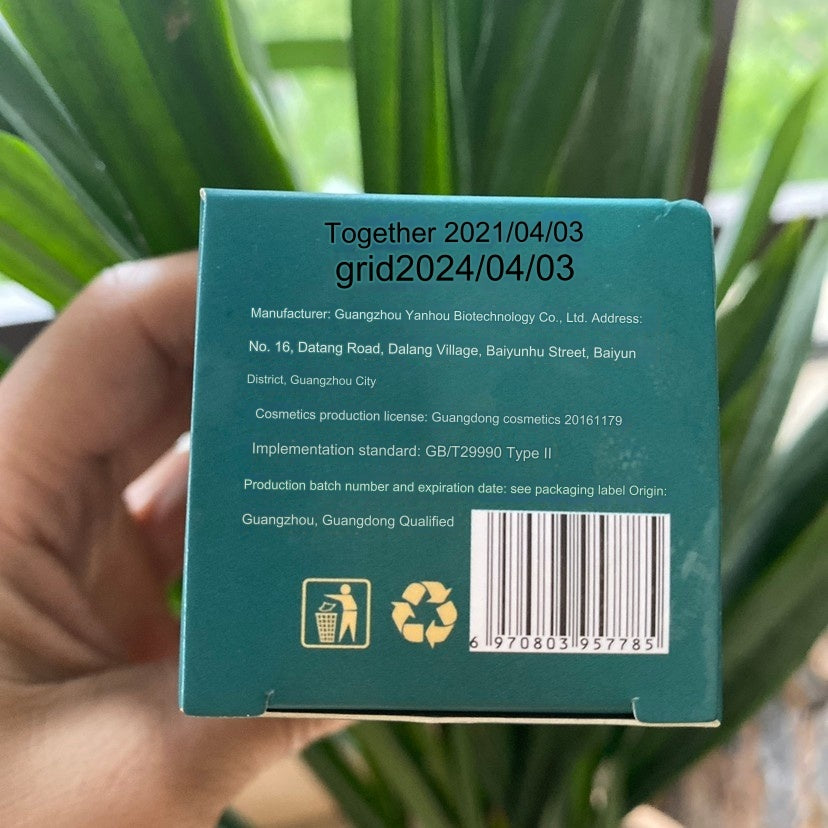 Together 2021/04/03
grid2024/04/03
Manufacturer: Guangzhou Yanhou Biotechnology Co., Ltd. Address:
No. 16, Datang Road, Dalang Village, Baiyunhu Street, Baiyun
District, Guangzhou City
Cosmetics production license: Guangdong cosmetics 20161179
Implementation standard: GB/T29990 Type II
Production batch number and expiration date: see packaging label Origin:
Guangzhou, Guangdong Qualified
6 970803 957785